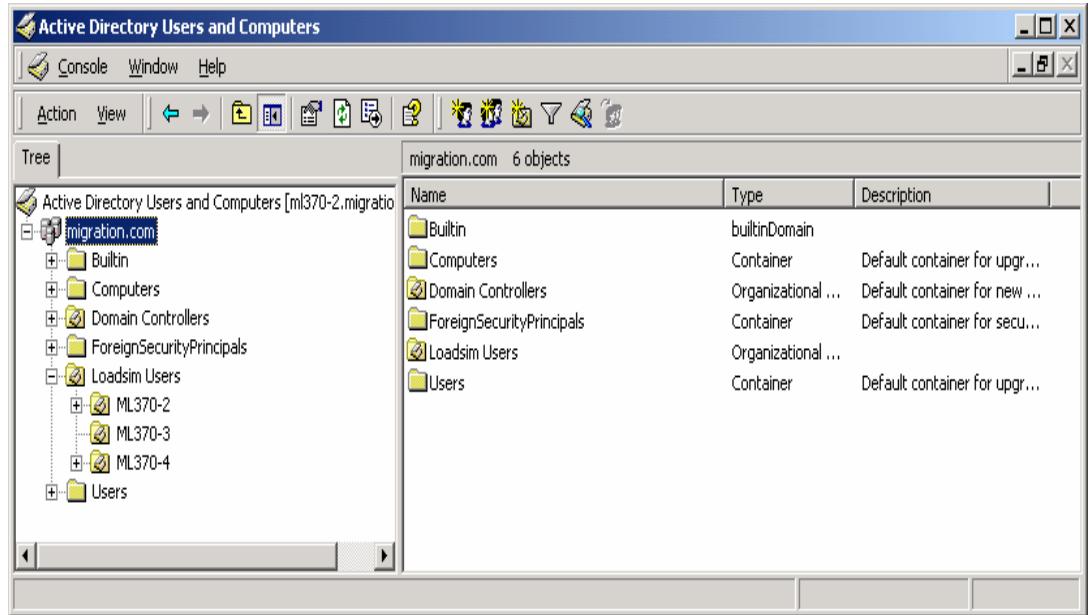 Active Directory Users and Computers
Console Window Help
Action View
Tree
migration.com 6 objects
Active Directory Users and Computers [ml370-2.migratio
migration.com
Builtin
Computers
Domain Controllers
ForeignSecurityPrincipals
Loadsim Users
ML370-2
ML370-3
ML370-4
Users
Name Type Description
Builtin builtinDomain
Computers Container Default container for upgr...
Domain Controllers Organizational ... Default container for new ...
ForeignSecurityPrincipals Container Default container for secu...
Loadsim Users Organizational ...
Users Container Default container for upgr...